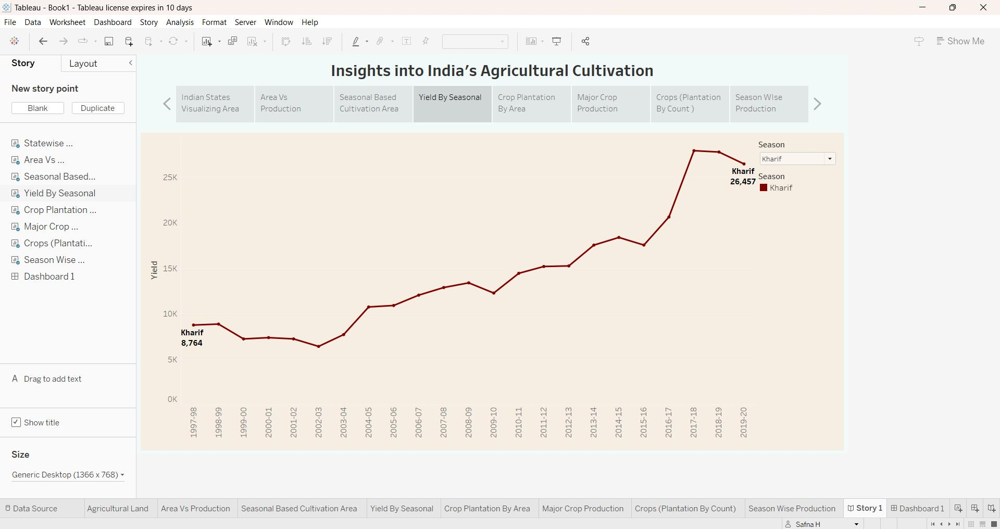 Tableau - Book1 - Tableau license expires in 10 days
File Data Worksheet Dashboard Story Analysis Format Server Window Help
Show Me
Story Layout
New story point
Blank Duplicate
Statewise ...
Area Vs ...
Seasonal Based...
Yield By Seasonal
Crop Plantation ...
Major Crop ...
Crops (Plantati...
Season Wise ...
Dashboard 1
A Drag to add text
Show title
Size
Generic Desktop (1366 x 768)
Insights into India’s Agricultural Cultivation
Indian States
Visualizing Area
Area Vs
Production
Seasonal Based
Cultivation Area
Yield By Seasonal
Crop Plantation
By Area
Major Crop
Production
Crops (Plantation
By Count )
Season WIse
Production
Season
Kharif
Season
Kharif
Yield
25K
20K
15K
10K
5K
0K
Kharif
8,764
Kharif
26,457
1997-98
1998-99
1999-00
2000-01
2001-02
2002-03
2003-04
2004-05
2005-06
2006-07
2007-08
2008-09
2009-10
2010-11
2011-12
2012-13
2013-14
2014-15
2015-16
2016-17
2017-18
2018-19
2019-20
Data Source Agricultural Land Area Vs Production Seasonal Based Cultivation Area Yield By Seasonal Crop Plantation By Area Major Crop Production Crops (Plantation By Count) Season Wise Production Story 1 Dashboard 1
Safna H